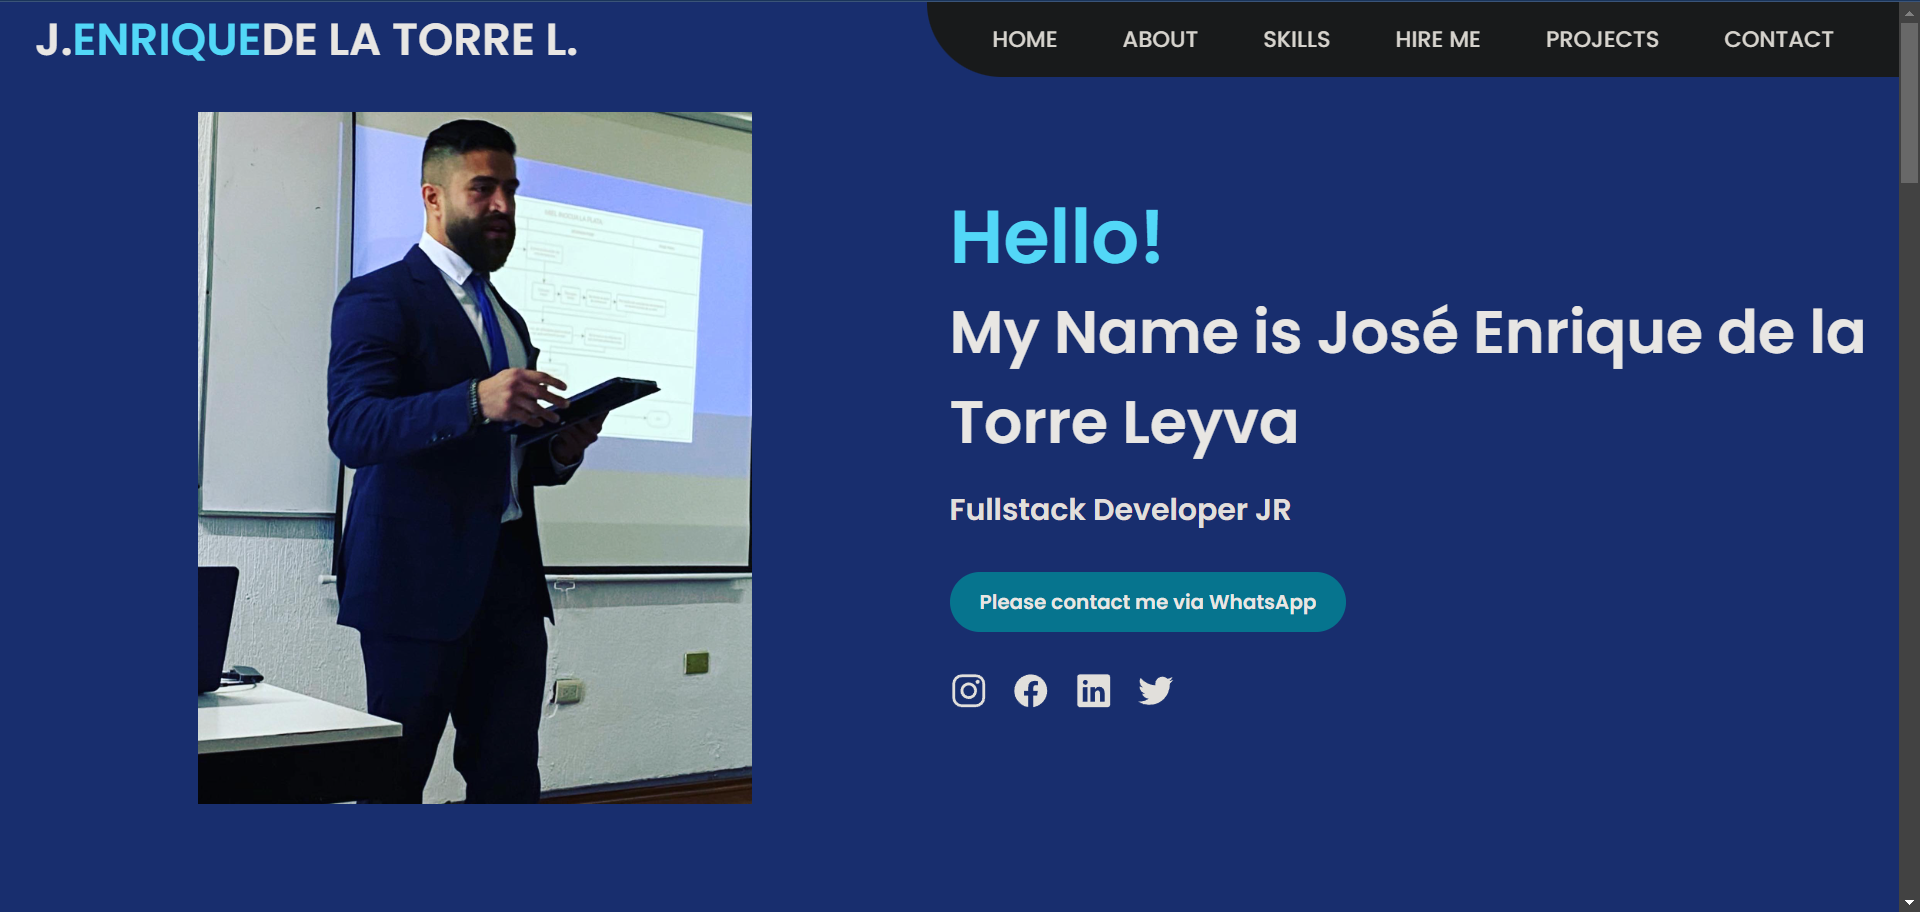 J.ENRIQUEDE LA TORRE L.
HOME ABOUT SKILLS HIRE ME PROJECTS CONTACT
Hello!
My Name is José Enrique de la
Torre Leyva
Fullstack Developer JR
Please contact me via WhatsApp